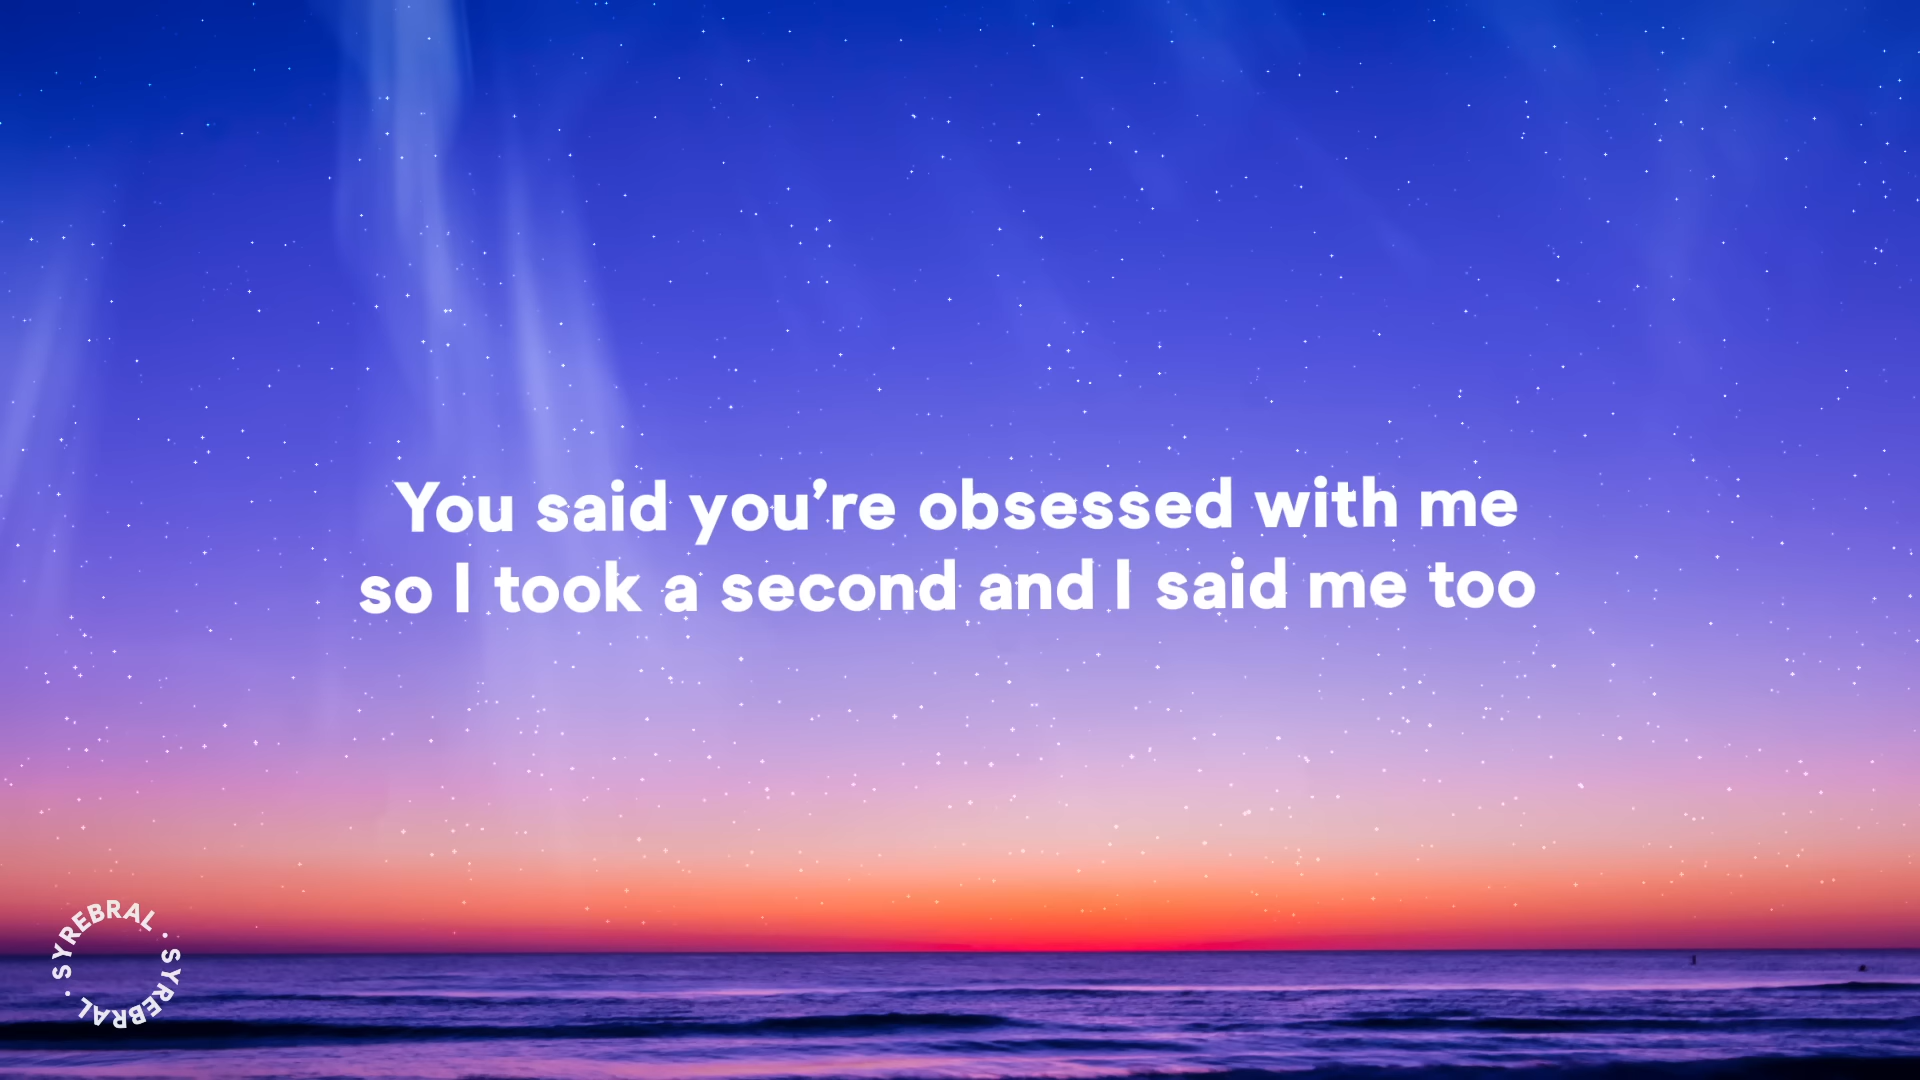 You said you’re obsessed with me
so I took a second and I said me too
SYREBRAL · SYREBRAL ·